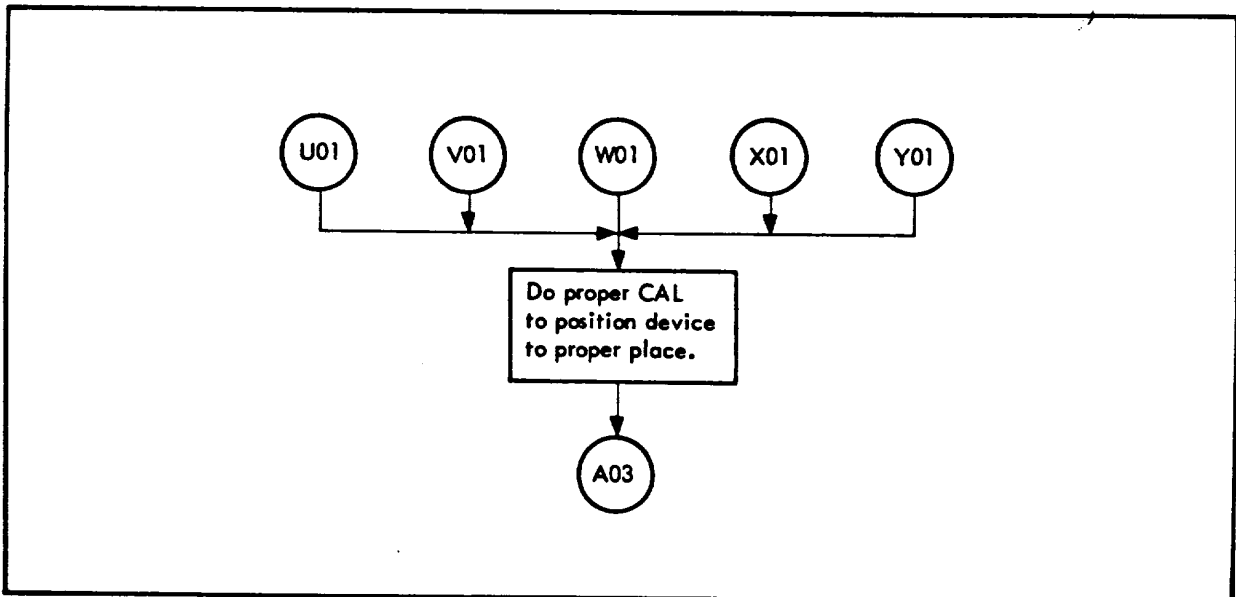 U01
V01
W01
X01
Y01
Do proper CAL
to position device
to proper place.
A03